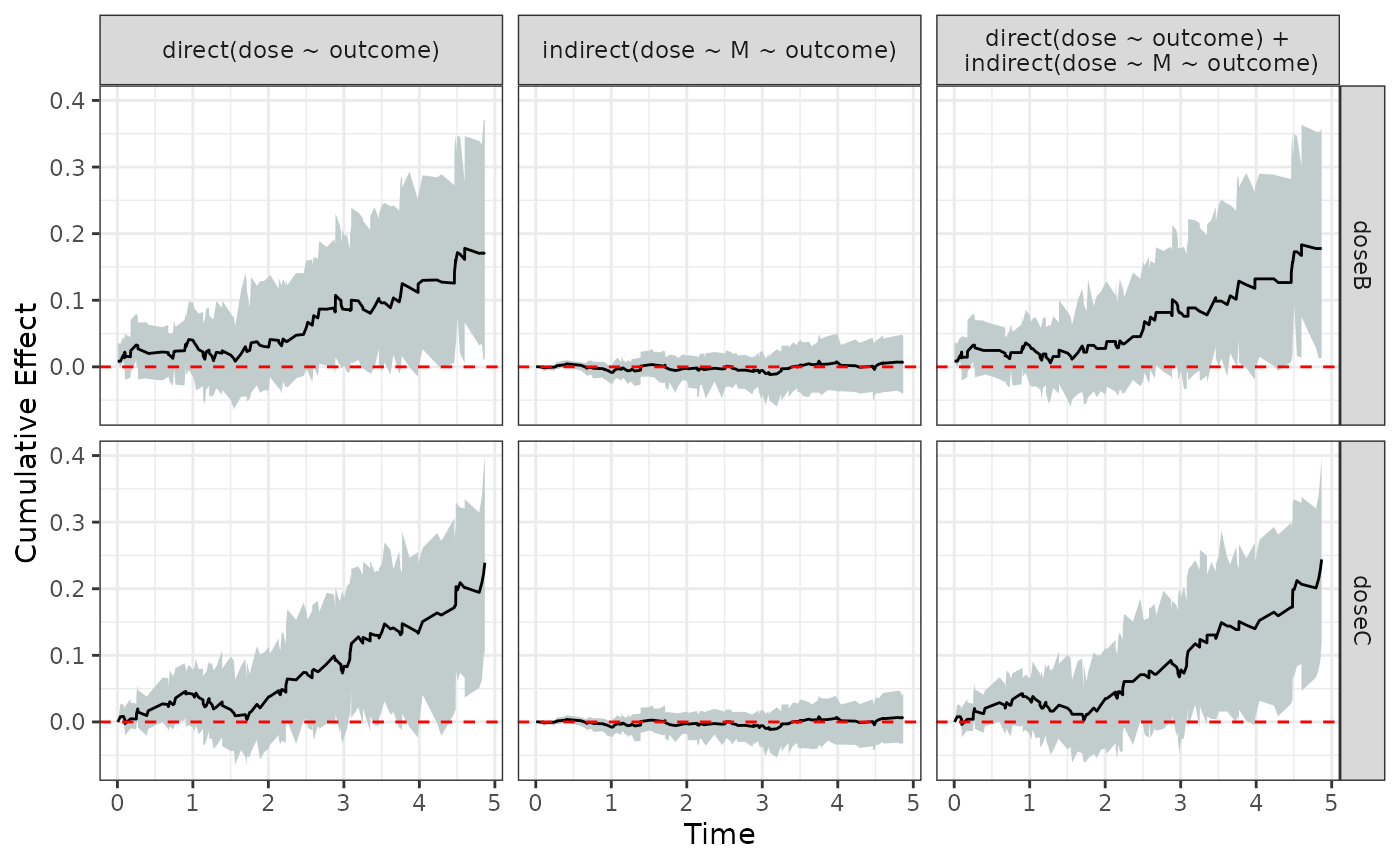 direct(dose ~ outcome)
indirect(dose ~ M ~ outcome)
direct(dose ~ outcome) +
indirect(dose ~ M ~ outcome)
Cumulative Effect
0.4
0.3
0.2
0.1
0.0
doseB
0.4
0.3
0.2
0.1
0.0
doseC
0 1 2 3 4 5
0 1 2 3 4 5
0 1 2 3 4 5
Time